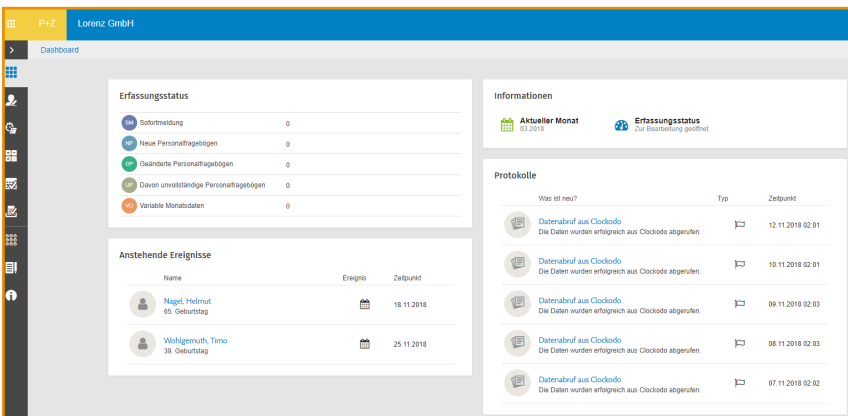 P+Z
Lorenz GmbH
Dashboard
Erfassungsstatus
SM Sofortmeldung 0
NP Neue Personalfragebögen 0
GP Geänderte Personalfragebögen 0
UP Davon unvollständige Personalfragebögen 0
VD Variable Monatsdaten 0
Anstehende Ereignisse
Name Ereignis Zeitpunkt
Nagel, Helmut 18.11.2018
65. Geburtstag
Wohlgemuth, Timo 25.11.2018
39. Geburtstag
Informationen
Aktueller Monat
03.2018
Erfassungsstatus
Zur Bearbeitung geöffnet
Protokolle
Was ist neu? Typ Zeitpunkt
Datenabruf aus Clockodo 12.11.2018 02:01
Die Daten wurden erfolgreich aus Clockodo abgerufen.
Datenabruf aus Clockodo 10.11.2018 02:01
Die Daten wurden erfolgreich aus Clockodo abgerufen.
Datenabruf aus Clockodo 09.11.2018 02:03
Die Daten wurden erfolgreich aus Clockodo abgerufen.
Datenabruf aus Clockodo 08.11.2018 02:03
Die Daten wurden erfolgreich aus Clockodo abgerufen.
Datenabruf aus Clockodo 07.11.2018 02:02
Die Daten wurden erfolgreich aus Clockodo abgerufen.